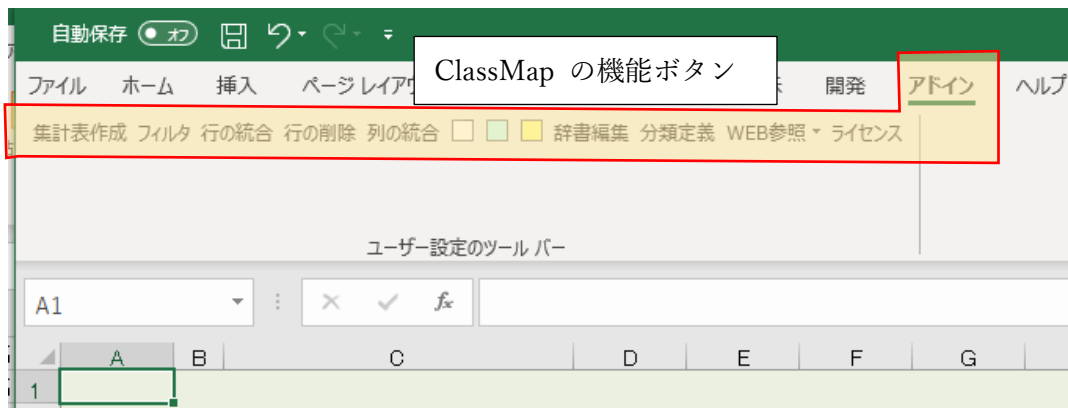 自動保存 オフ
ClassMap の機能ボタン
ファイル ホーム 挿入 ページ レイアウ 開発 アドイン ヘルプ
集計表作成 フィルタ 行の統合 行の削除 列の統合 辞書編集 分類定義 WEB参照 ライセンス
ユーザー設定のツール バー
A1 fx
A B C D E F G
1